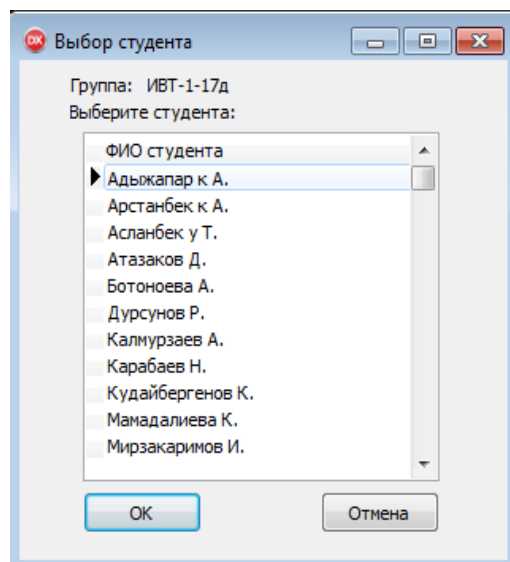 Выбор студента
Группа: ИВТ-1-17д
Выберите студента:
ФИО студента
Адыжапар к А.
Арстанбек к А.
Асланбек у Т.
Атазаков Д.
Ботоноева А.
Дурсунов Р.
Калмурзаев А.
Карабаев Н.
Кудайбергенов К.
Мамадалиева К.
Мирзакаримов И.
ОК Отмена